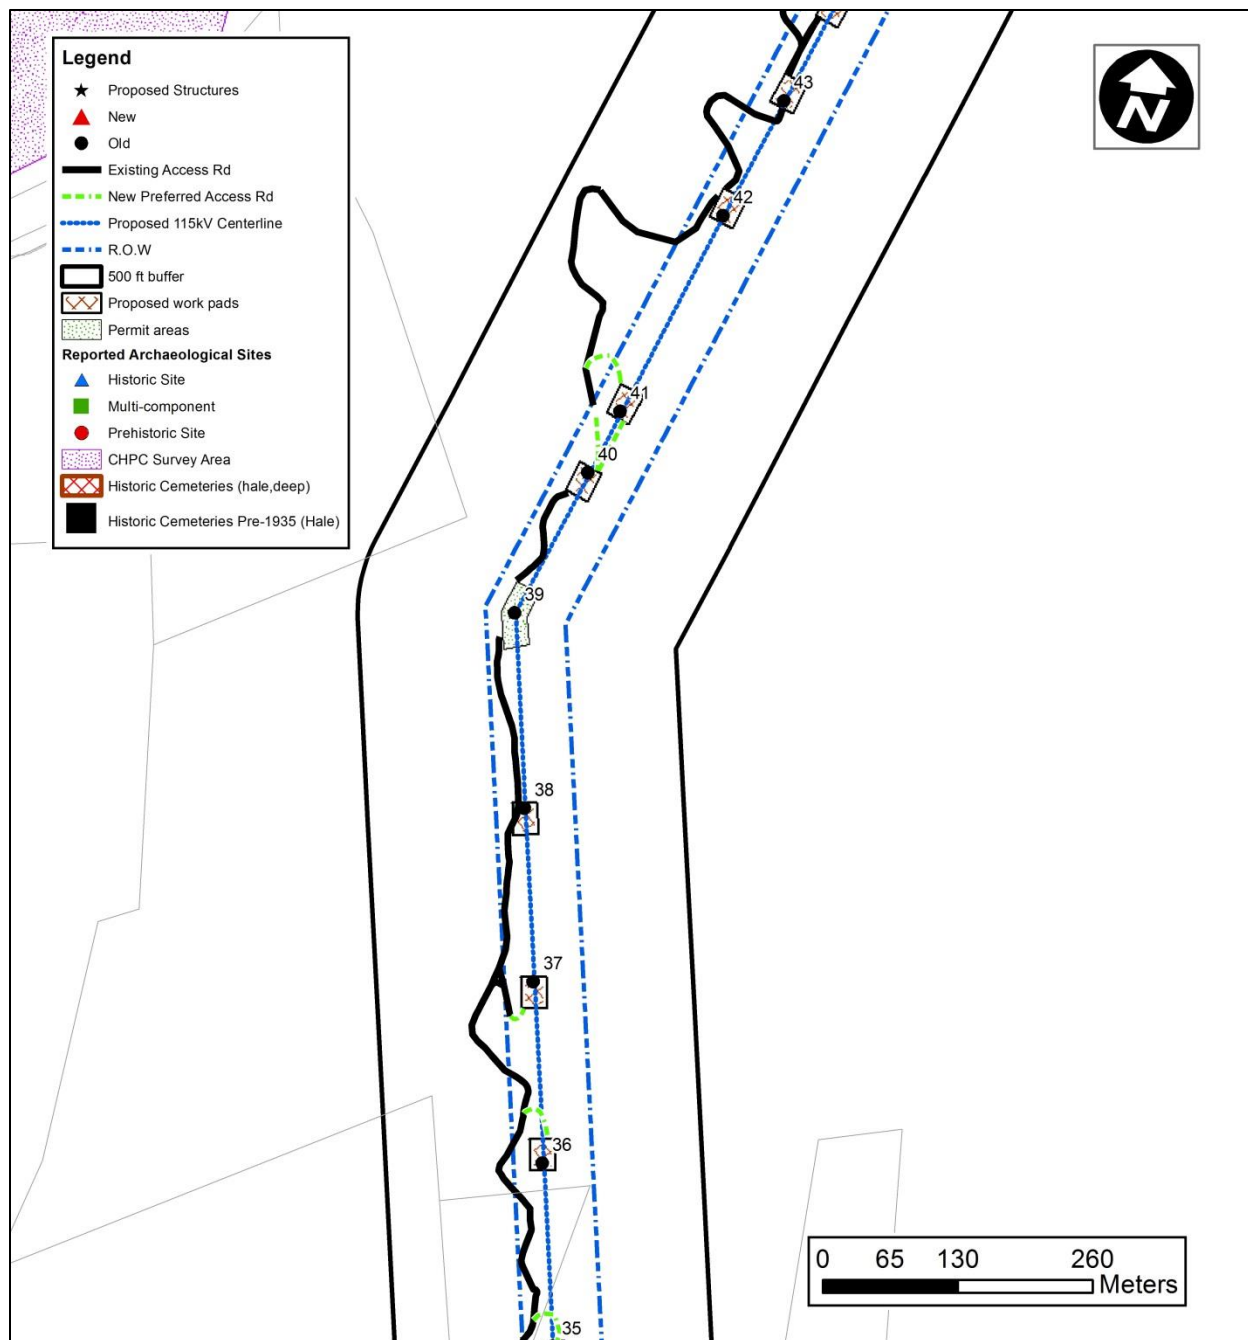 Legend
Proposed Structures
New
Old
Existing Access Rd
New Preferred Access Rd
Proposed 115kV Centerline
R.O.W
500 ft buffer
Proposed work pads
Permit areas
Reported Archaeological Sites
Historic Site
Multi-component
Prehistoric Site
CHPC Survey Area
Historic Cemeteries (hale,deep)
Historic Cemeteries Pre-1935 (Hale)
N
43
42
41
40
39
38
37
36
35
0 65 130 260
Meters